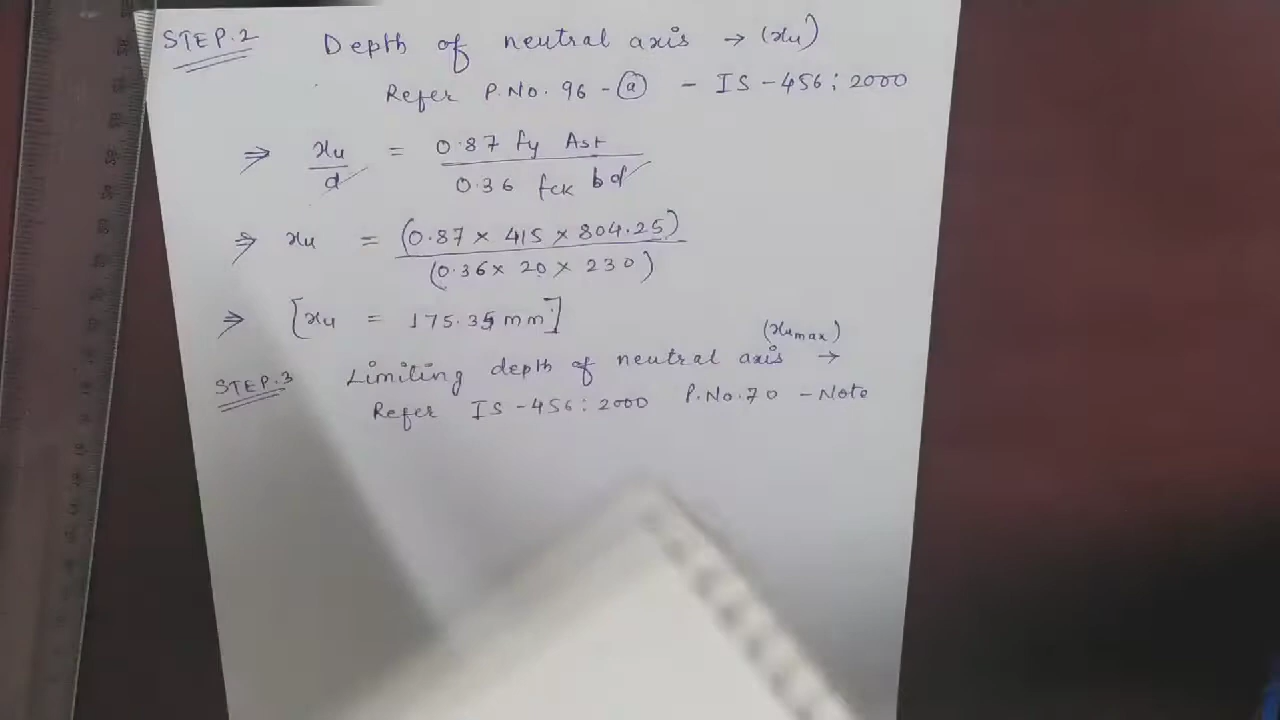 STEP.2 Depth of neutral axis → (xu)
Refer P.No. 96 - (a) - IS - 456 : 2000
⇒ xu/d = 0.87 fy Ast / 0.36 fck bd
⇒ xu = (0.87 × 415 × 804.25) / (0.36 × 20 × 230)
⇒ [xu = 175.35 mm]
STEP.3 Limiting depth of neutral axis → (xumax)
Refer IS - 456 : 2000 P.No.70 - Note